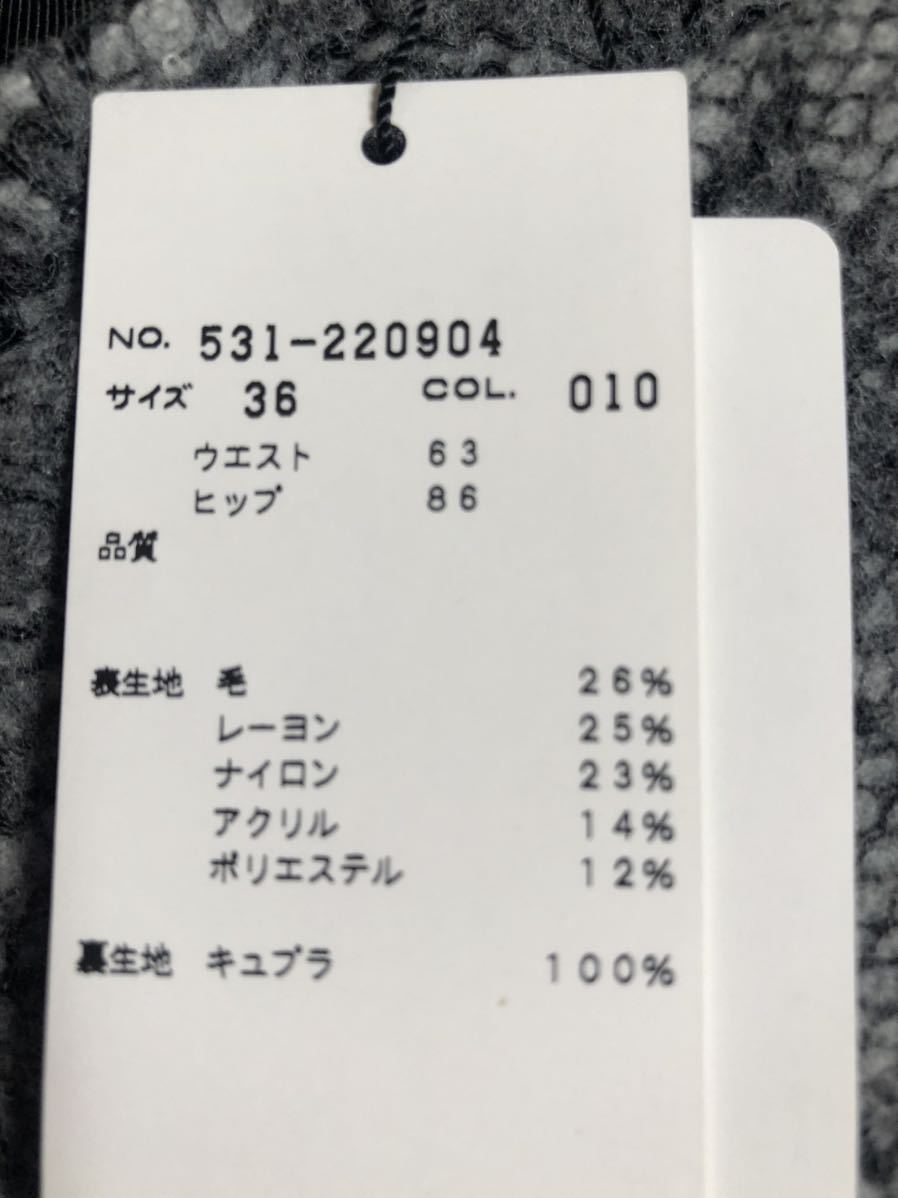 NO. 531-220904
サイズ 36 COL. 010
ウエスト 63
ヒップ 86
品質
表生地 毛 26%
レーヨン 25%
ナイロン 23%
アクリル 14%
ポリエステル 12%
裏生地 キュプラ 100%